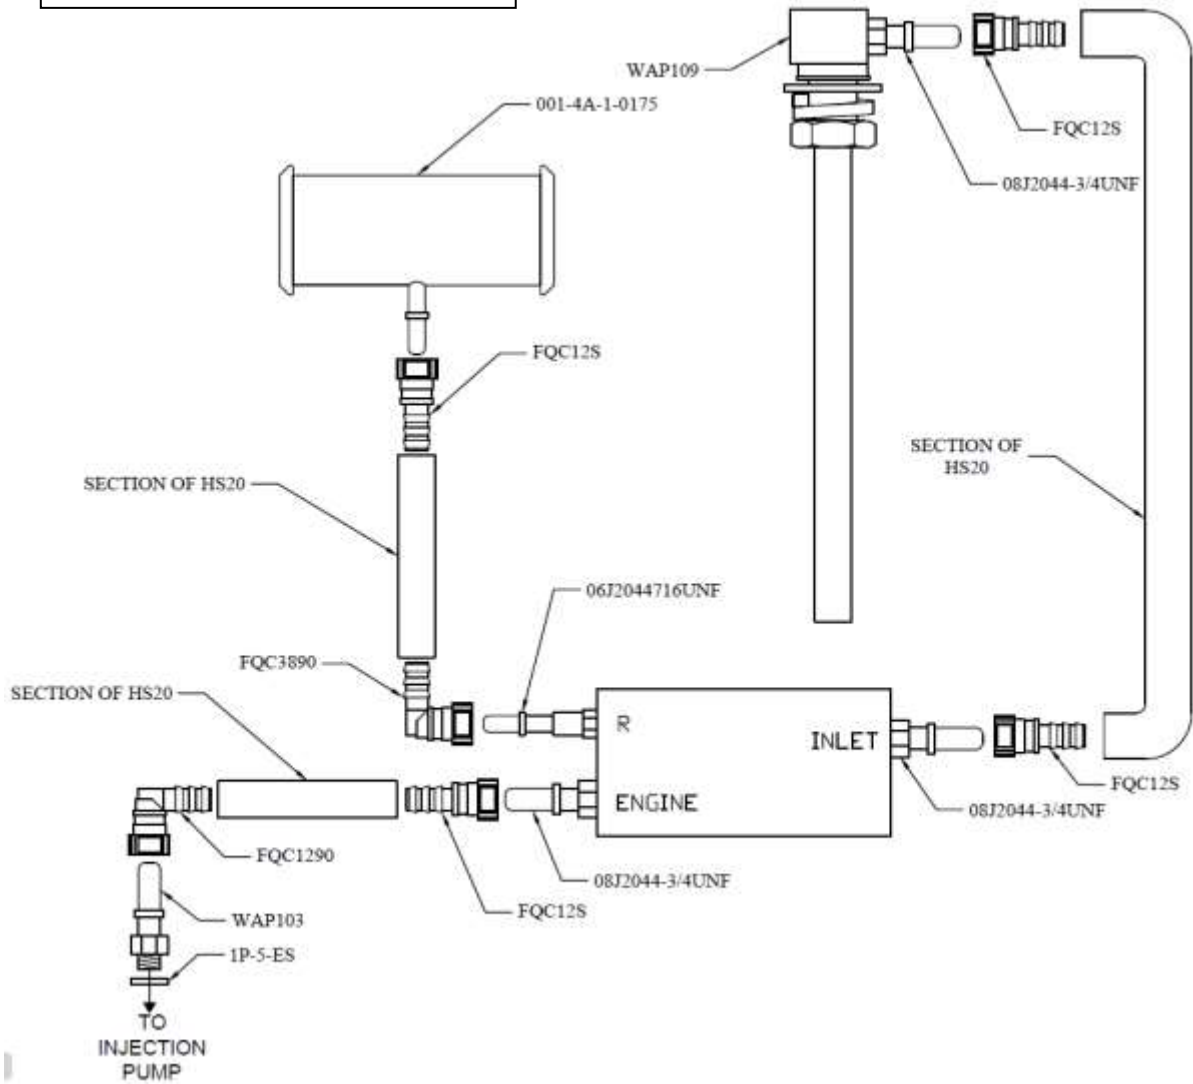 WAP109
001-4A-1-0175
FQC12S
08J2044-3/4UNF
FQC12S
SECTION OF
HS20
SECTION OF HS20
06J2044716UNF
FQC3890
SECTION OF HS20
R
INLET
ENGINE
FQC12S
08J2044-3/4UNF
FQC1290
08J2044-3/4UNF
FQC12S
WAP103
1P-5-ES
TO
INJECTION
PUMP